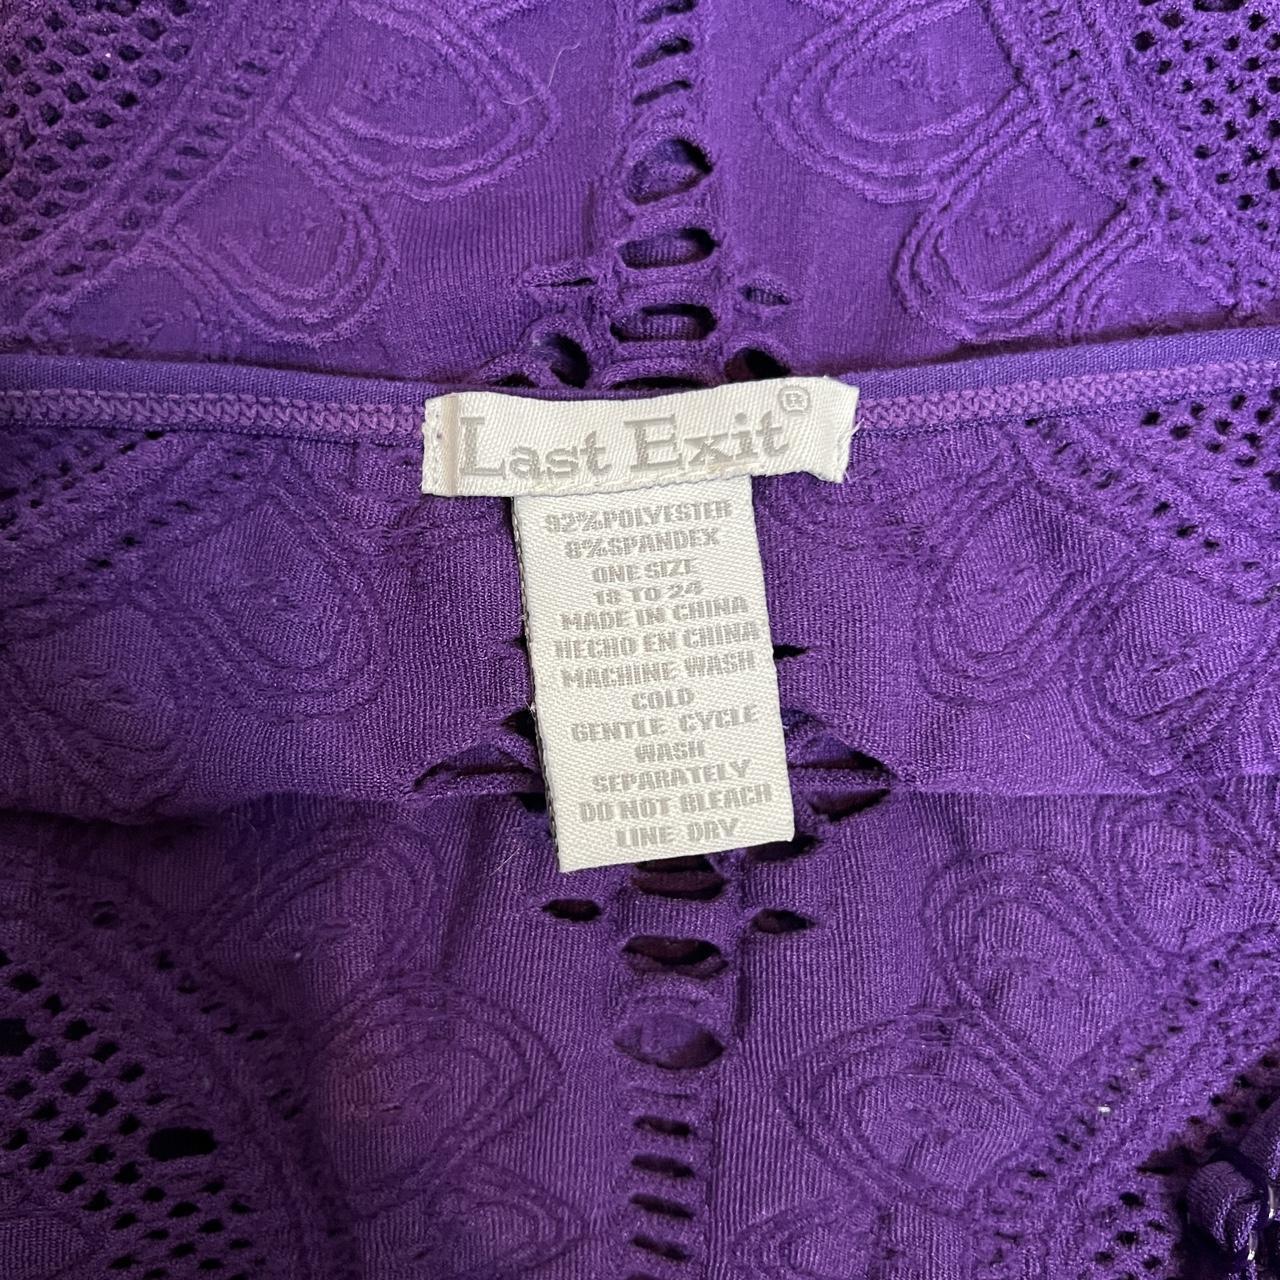 Last Exit®
92%POLYESTER
8%SPANDEX
ONE SIZE
18 TO 24
MADE IN CHINA
HECHO EN CHINA
MACHINE WASH
COLD
GENTLE CYCLE
WASH
SEPARATELY
DO NOT BLEACH
LINE DRY